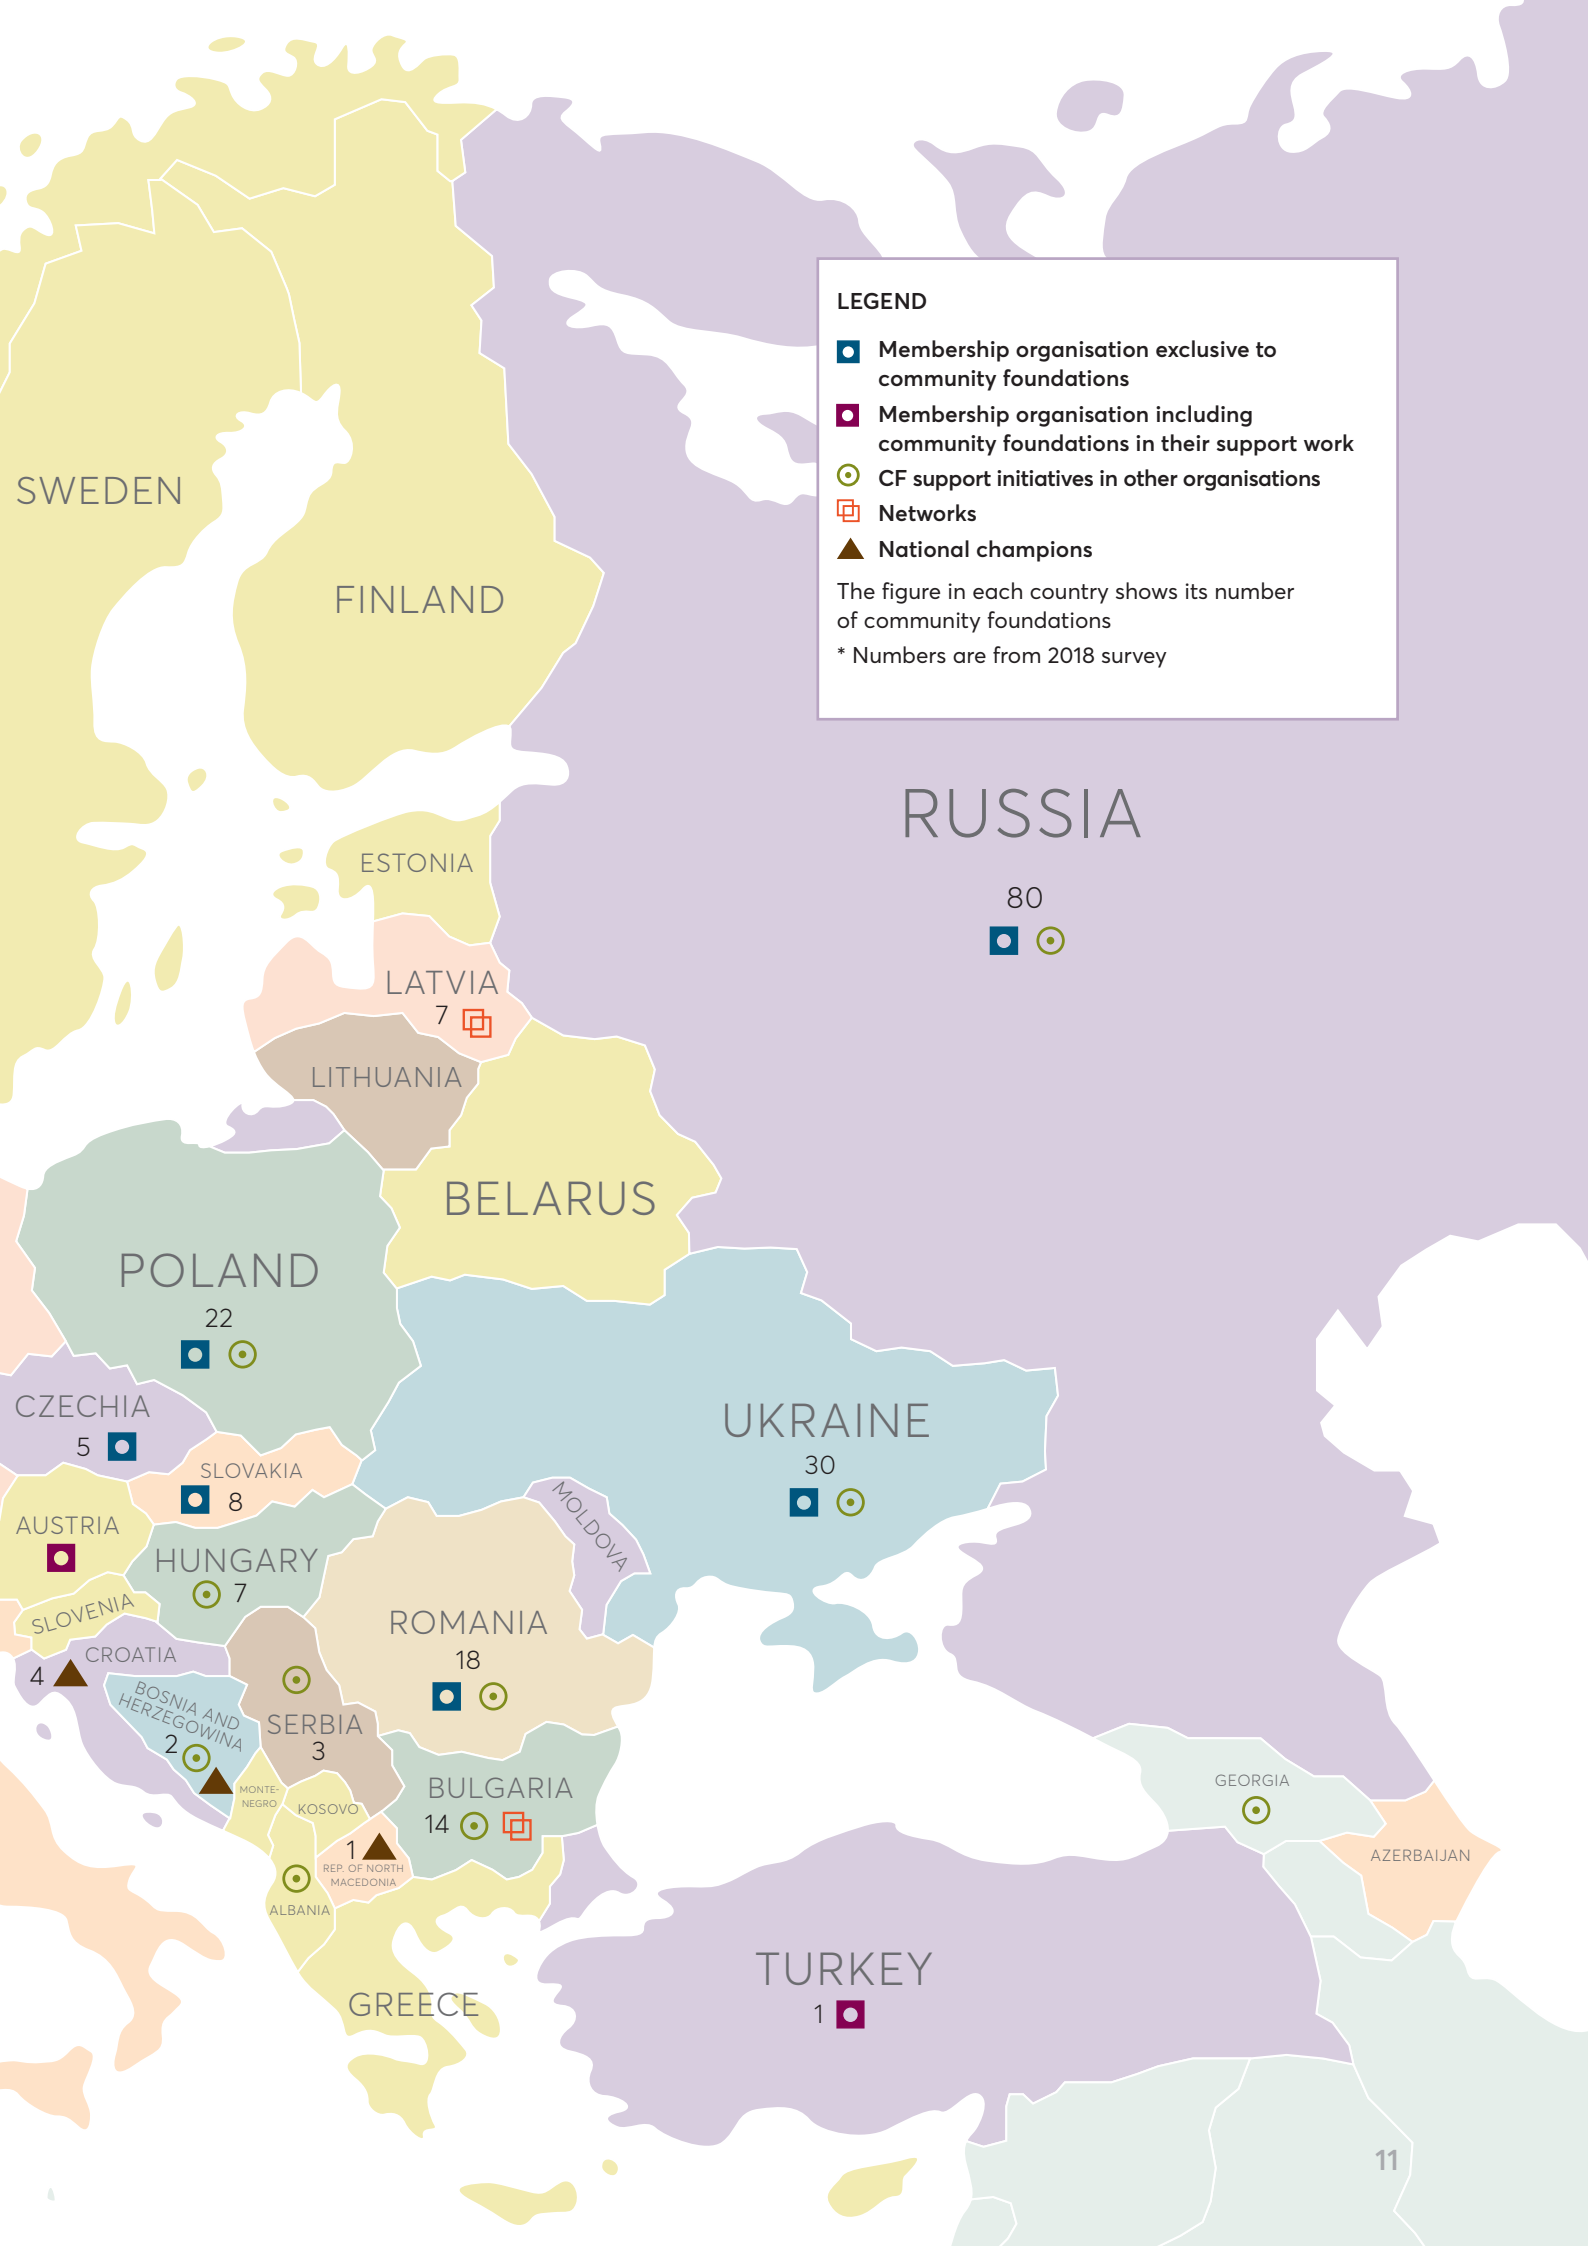 LEGEND
Membership organisation exclusive to
community foundations
Membership organisation including
community foundations in their support work
CF support initiatives in other organisations
Networks
National champions
The figure in each country shows its number
of community foundations
* Numbers are from 2018 survey
SWEDEN
FINLAND
RUSSIA
80
ESTONIA
LATVIA
7
LITHUANIA
BELARUS
POLAND
22
CZECHIA
5
SLOVAKIA
8
UKRAINE
30
MOLDOVA
AUSTRIA
HUNGARY
7
SLOVENIA
ROMANIA
18
CROATIA
4
BOSNIA AND
HERZEGOWINA
2
SERBIA
3
MONTE-
NEGRO
KOSOVO
BULGARIA
14
1
REP. OF NORTH
MACEDONIA
ALBANIA
GREECE
GEORGIA
AZERBAIJAN
TURKEY
1
11